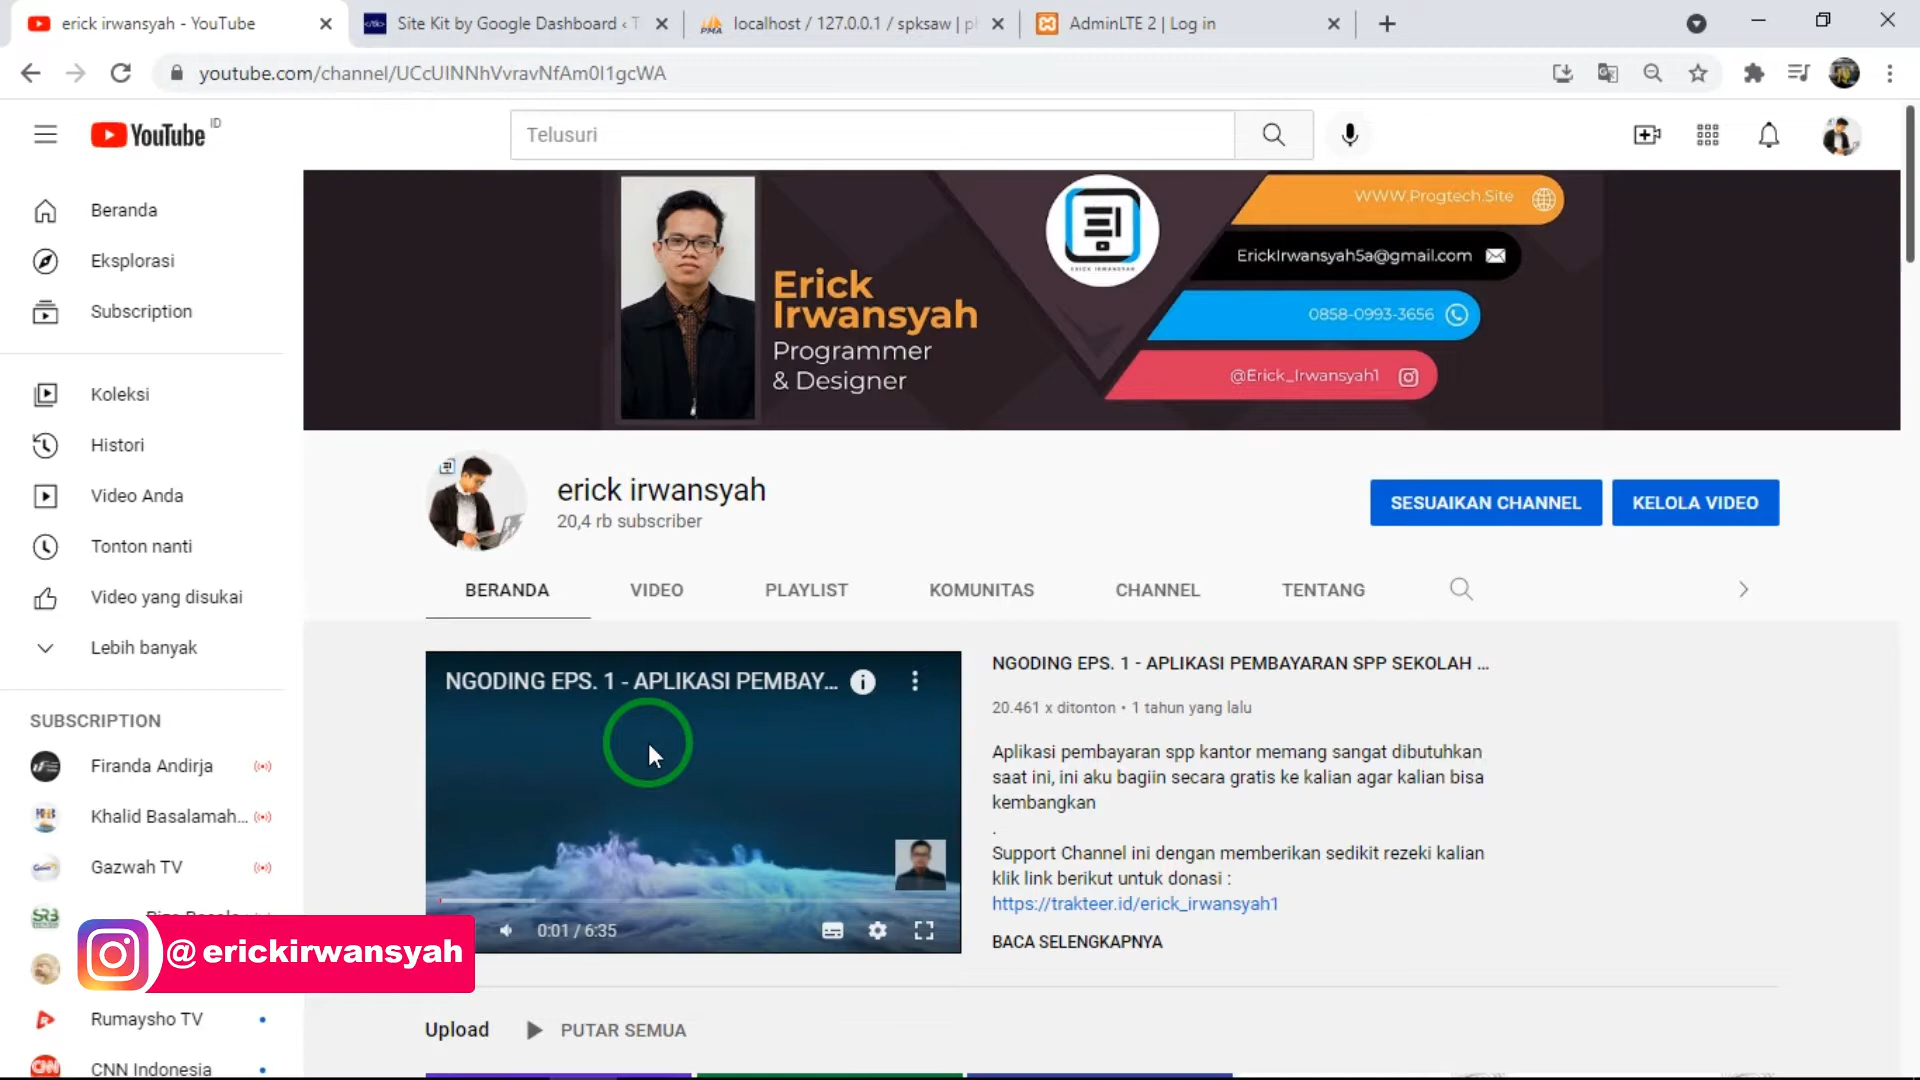 erick irwansyah - YouTube
Site Kit by Google Dashboard ‹ T
localhost / 127.0.0.1 / spksaw | p
AdminLTE 2 | Log in
youtube.com/channel/UCcUINNhVvravNfAm0I1gcWA
YouTube ID
Telusuri
Beranda
Eksplorasi
Subscription
Koleksi
Histori
Video Anda
Tonton nanti
Video yang disukai
Lebih banyak
SUBSCRIPTION
Firanda Andirja
Khalid Basalamah...
Gazwah TV
Rumaysho TV
CNN Indonesia
@erickirwansyah
Erick
Irwansyah
Programmer
& Designer
ERICK IRWANSYAH
WWW.Progtech.Site
ErickIrwansyah5a@gmail.com
0858-0993-3656
@Erick_Irwansyah1
erick irwansyah
20,4 rb subscriber
SESUAIKAN CHANNEL
KELOLA VIDEO
BERANDA
VIDEO
PLAYLIST
KOMUNITAS
CHANNEL
TENTANG
NGODING EPS. 1 - APLIKASI PEMBAY...
0:01 / 6:35
NGODING EPS. 1 - APLIKASI PEMBAYARAN SPP SEKOLAH ...
20.461 x ditonton • 1 tahun yang lalu
Aplikasi pembayaran spp kantor memang sangat dibutuhkan
saat ini, ini aku bagiin secara gratis ke kalian agar kalian bisa
kembangkan
.
Support Channel ini dengan memberikan sedikit rezeki kalian
klik link berikut untuk donasi :
https://trakteer.id/erick_irwansyah1
BACA SELENGKAPNYA
Upload
PUTAR SEMUA